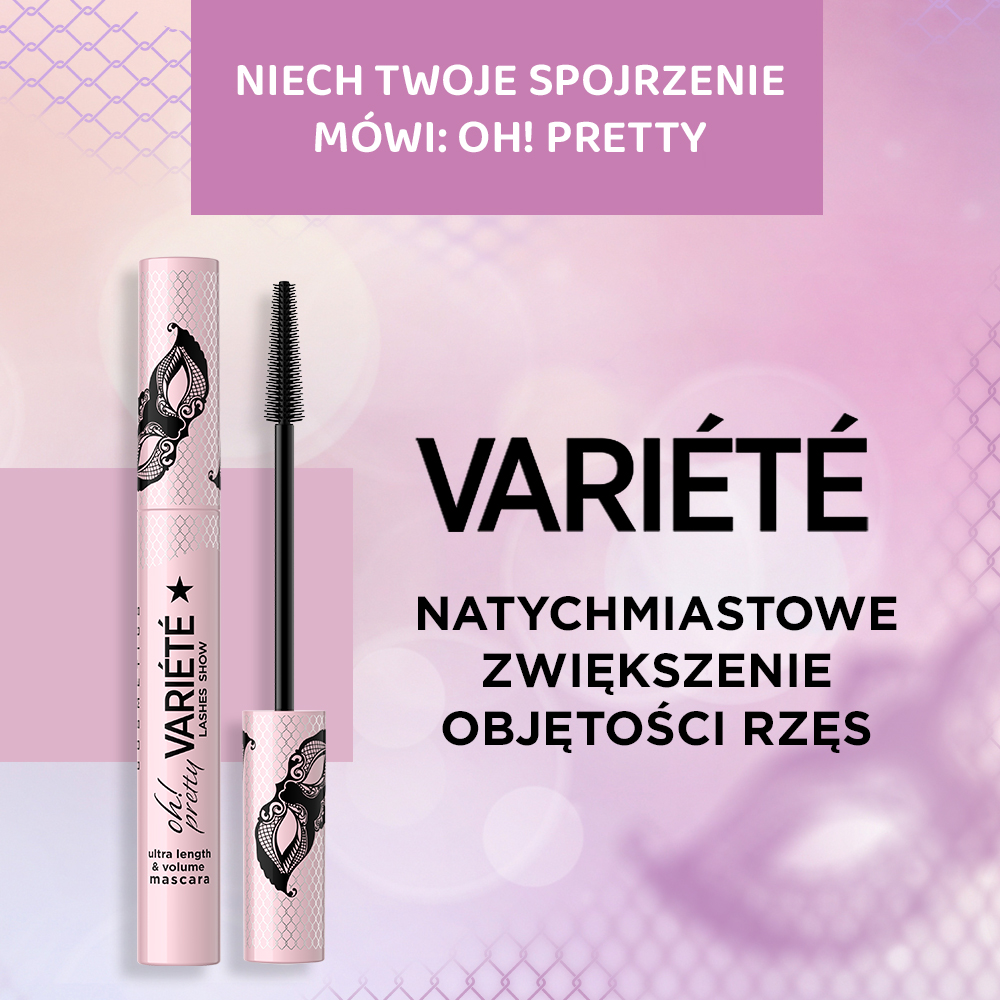 NIECH TWOJE SPOJRZENIE
MÓWI: OH! PRETTY
VARIÉTÉ
NATYCHMIASTOWE
ZWIĘKSZENIE
OBJĘTOŚCI RZĘS
oh!
pretty
VARIÉTÉ
LASHES SHOW
ultra length
& volume
mascara